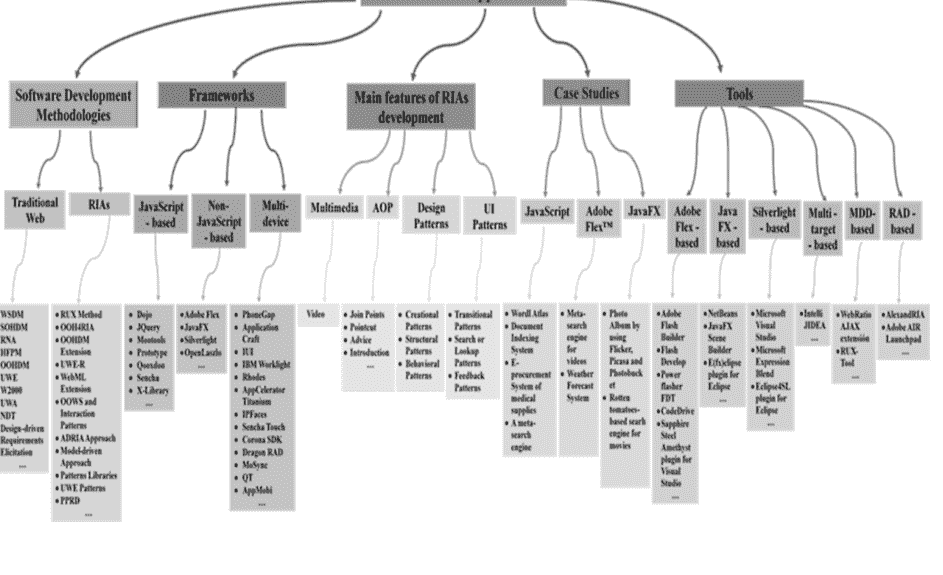 Software Development
Methodologies
Frameworks
Main features of RIAs
development
Case Studies
Tools
Traditional
Web
RIAs
JavaScript
- based
Non-
JavaScript
- based
Multi-
device
Multimedia
AOP
Design
Patterns
UI
Patterns
JavaScript
Adobe
Flex™
JavaFX
Adobe
Flex -
based
Java
FX -
based
Silverlight
- based
Multi -
target
- based
MDD-
based
RAD -
based
WSDM
SOHDM
RNA
HFPM
OOHDM
UWE
W2000
UWA
NDT
Design-driven
Requirements
Elicitation
...
• RUX Method
• OOH4RIA
• OOHDM
Extension
• UWE-R
• WebML
Extension
• OOWS and
Interaction
Patterns
• ADRIA Approach
• Model-driven
Approach
• Patterns Libraries
• UWE Patterns
• PPRD
...
• Dojo
• JQuery
• Mootools
• Prototype
• Qooxdoo
• Sencha
• X-Library
...
• Adobe Flex
• JavaFX
• Silverlight
• OpenLaszlo
...
• PhoneGap
• Application
Craft
• IUI
• IBM Worklight
• Rhodes
• AppCelerator
Titanium
• IPFaces
• Sencha Touch
• Corona SDK
• Dragon RAD
• MoSync
• QT
• AppMobi
...
Video
• Join Points
• Pointcut
• Advice
• Introduction
...
• Creational
Patterns
• Structural
Patterns
• Behavioral
Patterns
• Transitional
Patterns
• Search or
Lookup
Patterns
• Feedback
Patterns
• Wordl Atlas
• Document
Indexing
System
• E-
procurement
System of
medical
supplies
• A meta-
search
engine
• Meta-
search
engine
for
videos
• Weather
Forecast
System
• Photo
Album by
using
Flicker,
Picasa and
Photobuck
et
• Rotten
tomatoes-
based searh
engine for
movies
• Adobe
Flash
Builder
• Flash
Develop
• Power
flasher
FDT
• CodeDrive
• Sapphire
Steel
Amethyst
plugin for
Visual
Studio
...
• NetBeans
• JavaFX
Scene
Builder
• E(fx)clipse
plugin for
Eclipse
...
• Microsoft
Visual
Studio
• Microsoft
Expression
Blend
• Eclipse4SL
plugin for
Eclipse
...
• Intelli
JIDEA
...
• WebRatio
AJAX
extension
• RUX-
Tool
...
• AlexandRIA
• Adobe AIR
Launchpad
...